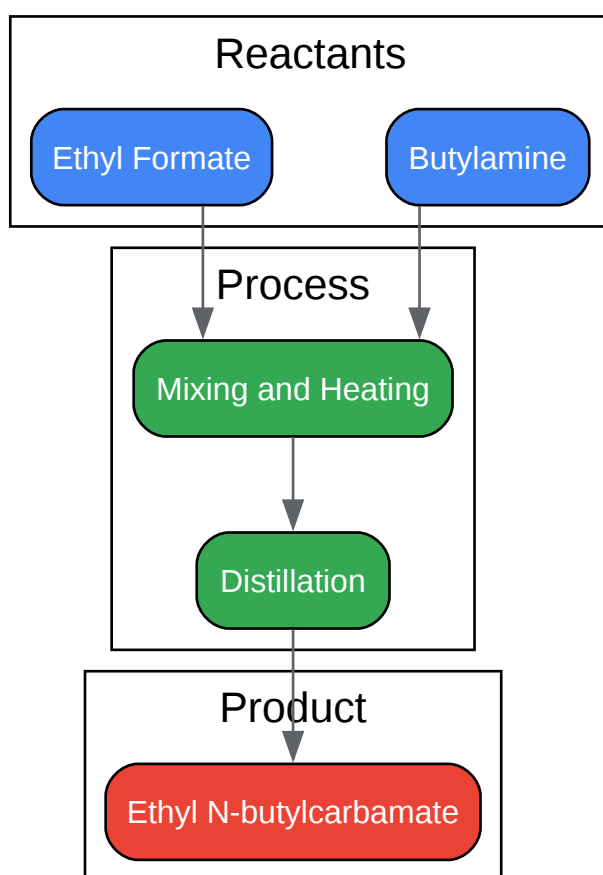 Reactants
Ethyl Formate
Butylamine
Process
Mixing and Heating
Distillation
Product
Ethyl N-butylcarbamate